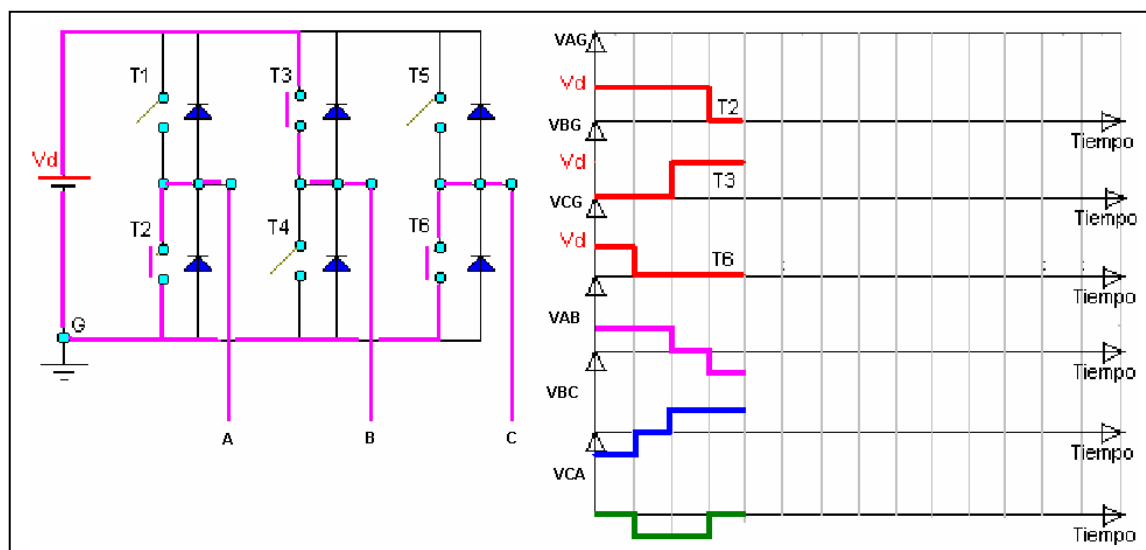 T1
T3
T5
Vd
T2
T4
T6
G
A
B
C
VAG
Vd
T2
Tiempo
VBG
Vd
T3
Tiempo
VCG
Vd
T6
Tiempo
VAB
Tiempo
VBC
Tiempo
VCA
Tiempo